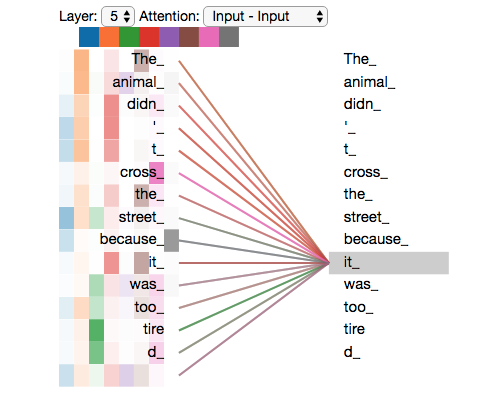 Layer: 5 Attention: Input - Input
The_ The_
animal_ animal_
didn_ didn_
'_ '_
t_ t_
cross_ cross_
the_ the_
street_ street_
because_ because_
it_ it_
was_ was_
too_ too_
tire tire
d_ d_